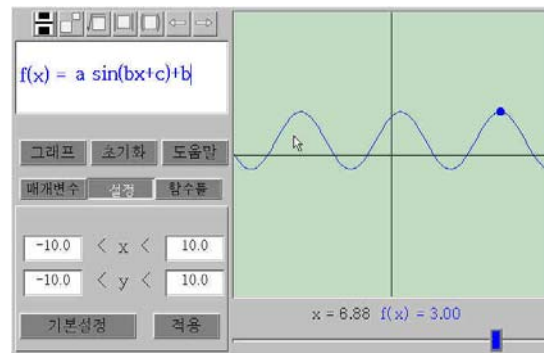 f(x) = a sin(bx+c)+b
그래프 초기화 도움말
매개변수 설정 함수틀
-10.0 < x < 10.0
-10.0 < y < 10.0
기본설정 적용
x = 6.88 f(x) = 3.00